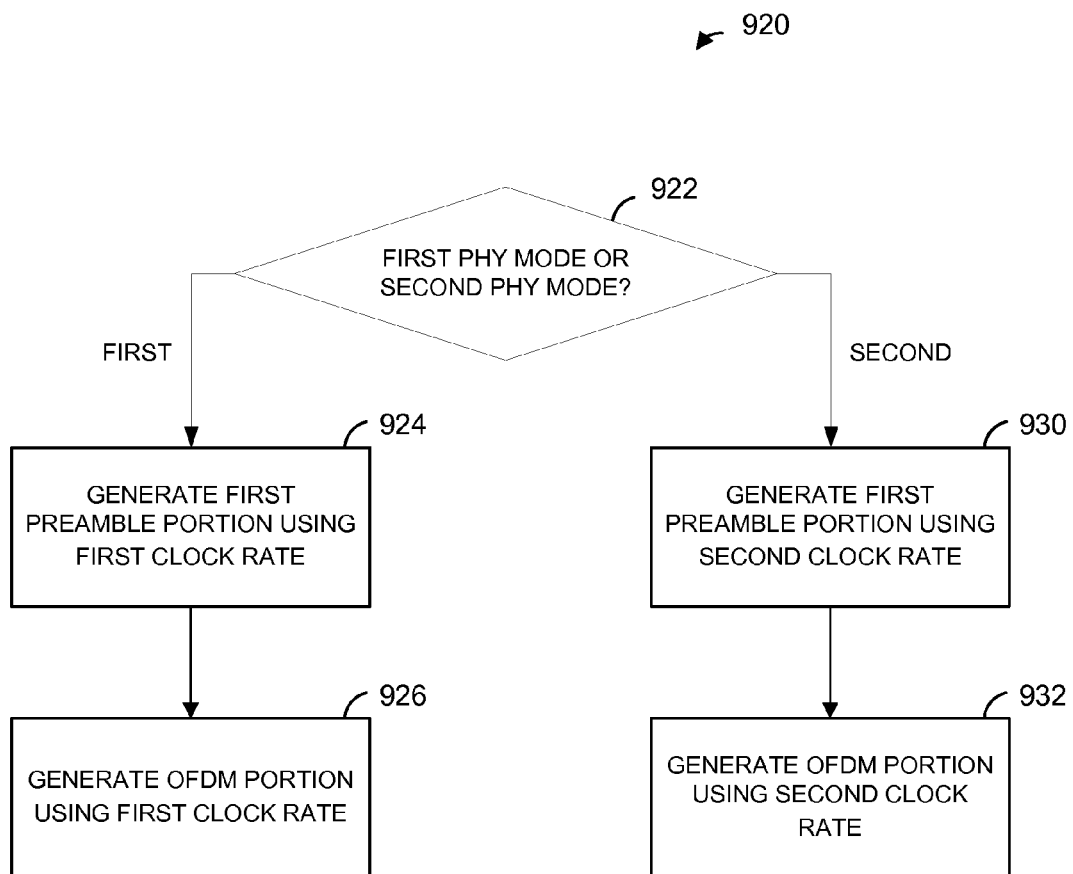 920
922
FIRST PHY MODE OR
SECOND PHY MODE?
FIRST
SECOND
924
930
GENERATE FIRST
PREAMBLE PORTION USING
FIRST CLOCK RATE
GENERATE FIRST
PREAMBLE PORTION USING
SECOND CLOCK RATE
926
932
GENERATE OFDM PORTION
USING FIRST CLOCK RATE
GENERATE OFDM PORTION
USING SECOND CLOCK
RATE